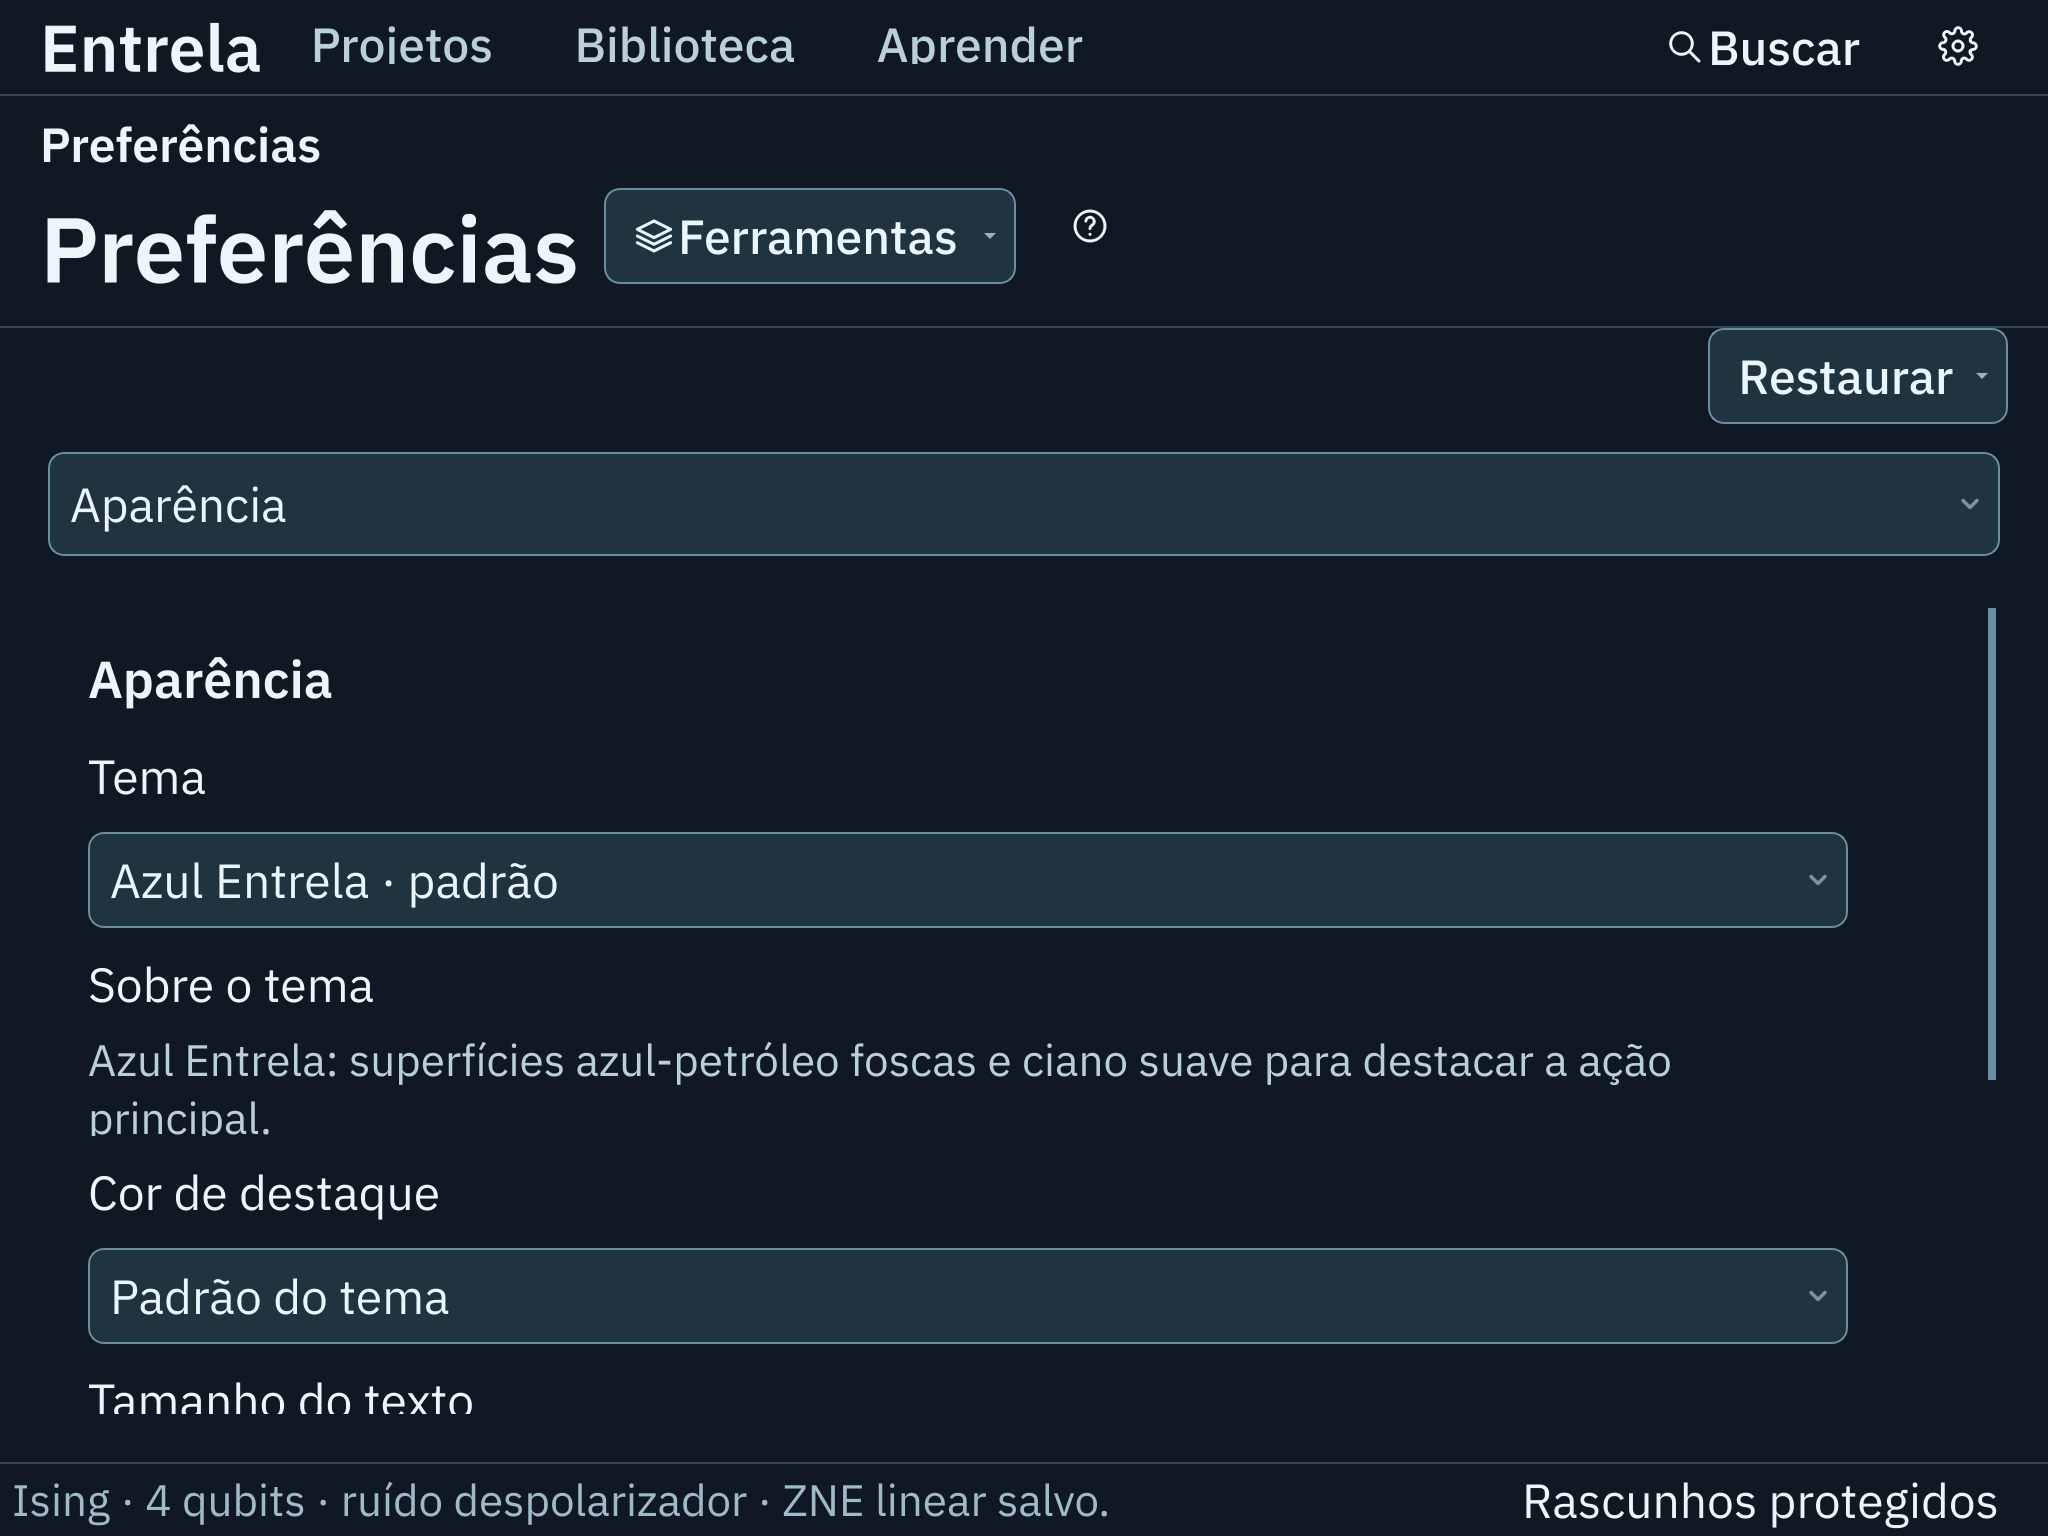 Entrela Projetos Biblioteca Aprender Buscar
Preferências
Preferências Ferramentas
Restaurar
Aparência
Aparência
Tema
Azul Entrela · padrão
Sobre o tema
Azul Entrela: superfícies azul-petróleo foscas e ciano suave para destacar a ação
principal.
Cor de destaque
Padrão do tema
Tamanho do texto
Ising · 4 qubits · ruído despolarizador · ZNE linear salvo. Rascunhos protegidos